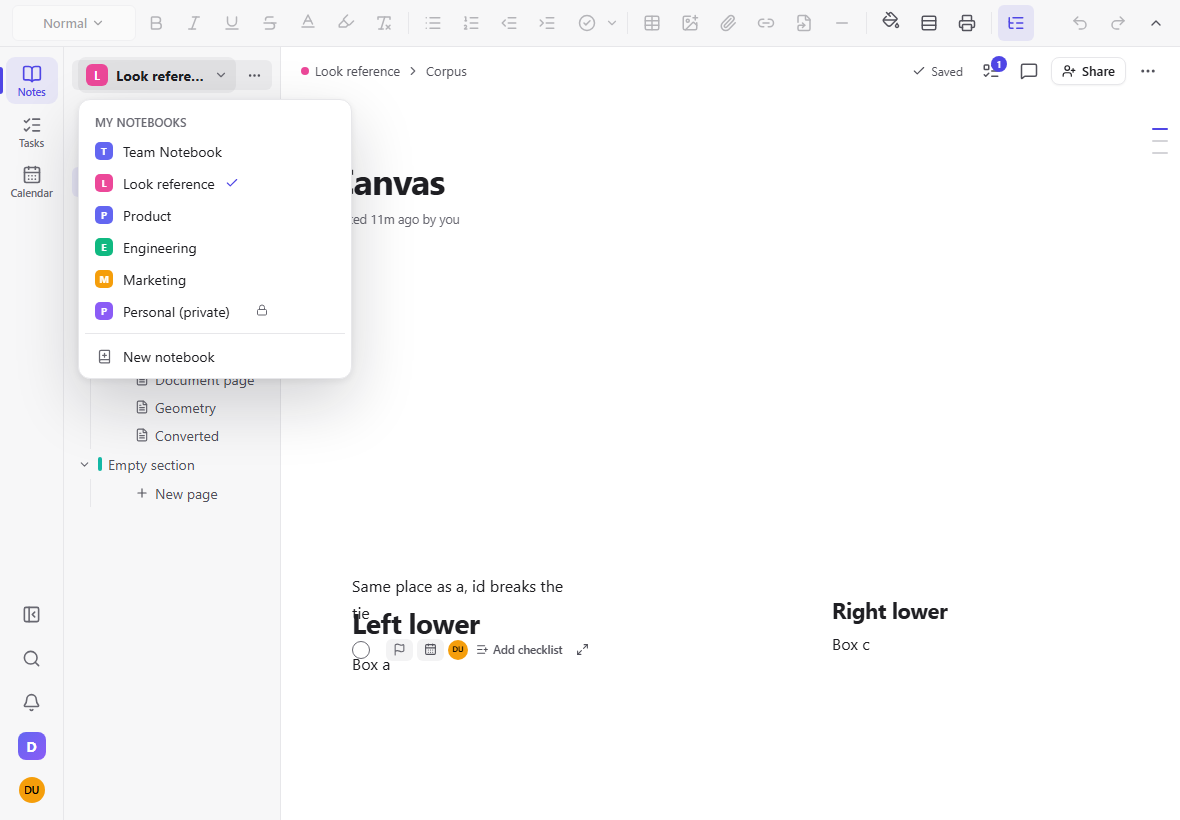 Normal
L Look refere...
Look reference > Corpus
Saved
1
Share
Notes
Tasks
Calendar
MY NOTEBOOKS
T Team Notebook
L Look reference
P Product
E Engineering
M Marketing
P Personal (private)
New notebook
Document page
Geometry
Converted
Empty section
New page
D
DU
Canvas
ted 11m ago by you
Same place as a, id breaks the
tie
Left lower
DU Add checklist
Box a
Right lower
Box c